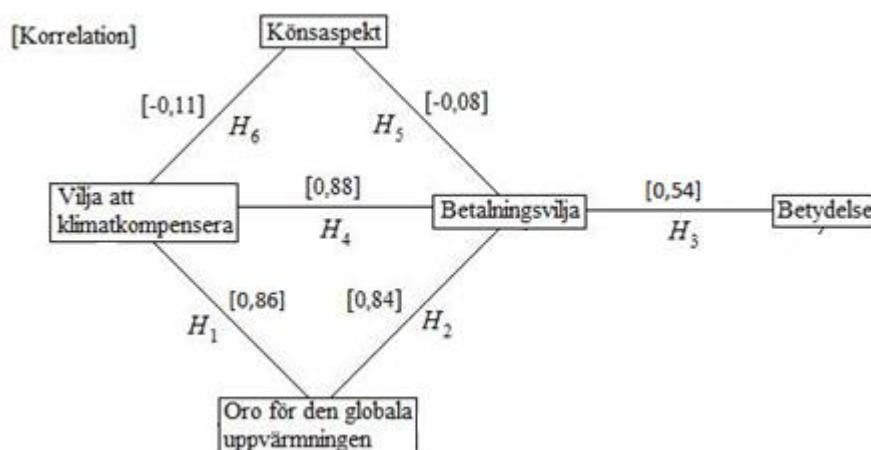 [Korrelation]
Könsaspekt
[-0,11]
[-0,08]
H6
H5
Vilja att
klimatkompensera
[0,88]
H4
Betalningsvilja
[0,54]
H3
Betydelse
[0,86]
[0,84]
H1
H2
Oro för den globala
uppvärmningen